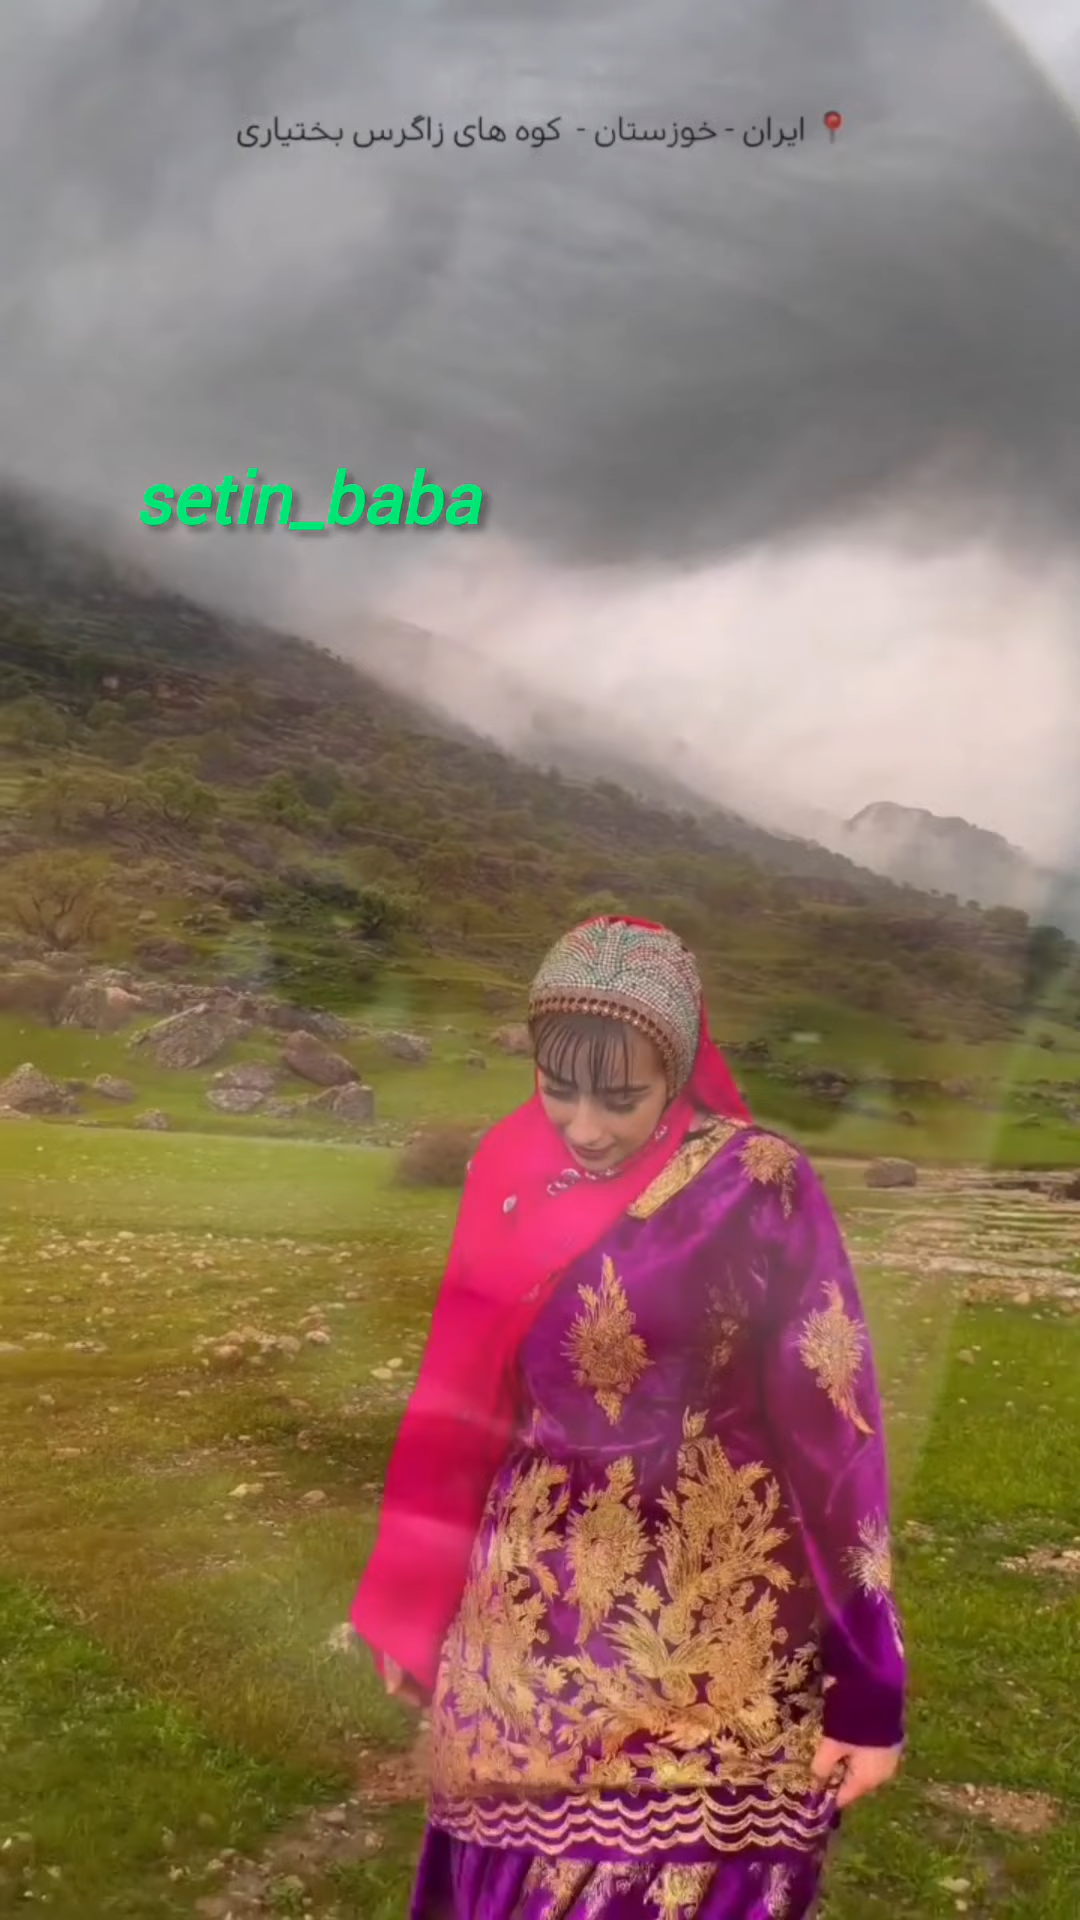 📍 ایران - خوزستان - کوه های زاگرس بختیاری
setin_baba